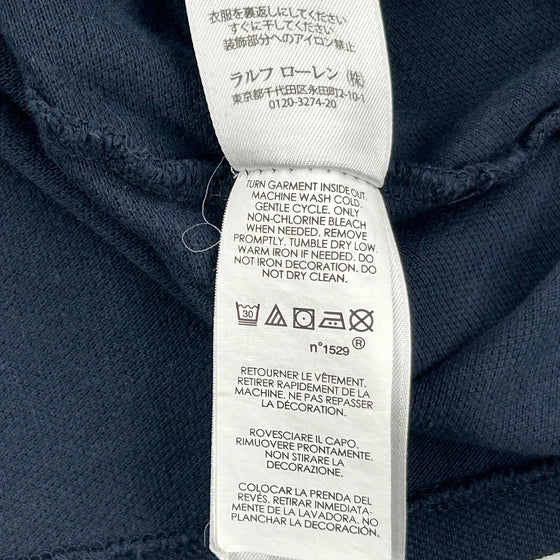 衣服を裏返しにしてください
すぐに干してください
装飾部分へのアイロン禁止
ラルフ ローレン (株)
東京都千代田区永田町2-10-1
0120-3274-20
TURN GARMENT INSIDE OUT.
MACHINE WASH COLD.
GENTLE CYCLE. ONLY
NON-CHLORINE BLEACH
WHEN NEEDED. REMOVE
PROMPTLY. TUMBLE DRY LOW.
WARM IRON IF NEEDED. DO
NOT IRON DECORATION. DO
NOT DRY CLEAN.
30
n°1529 ®
RETOURNER LE VÊTEMENT.
RETIRER RAPIDEMENT DE LA
MACHINE. NE PAS REPASSER
LA DÉCORATION.
ROVESCIARE IL CAPO.
RIMUOVERE PRONTAMENTE.
NON STIRARE LA
DECORAZIONE.
COLOCAR LA PRENDA DEL
REVÉS. RETIRAR INMEDIATA-
MENTE DE LA LAVADORA. NO
PLANCHAR LA DECORACIÓN.